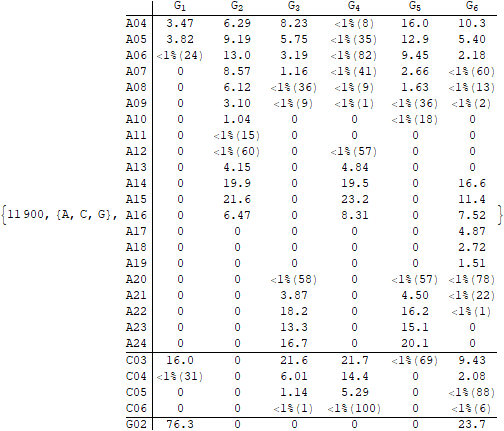 G1 G2 G3 G4 G5 G6
A04 3.47 6.29 8.23 <1%(8) 16.0 10.3
A05 3.82 9.19 5.75 <1%(35) 12.9 5.40
A06 <1%(24) 13.0 3.19 <1%(82) 9.45 2.18
A07 0 8.57 1.16 <1%(41) 2.66 <1%(60)
A08 0 6.12 <1%(36) <1%(9) 1.63 <1%(13)
A09 0 3.10 <1%(9) <1%(1) <1%(36) <1%(2)
A10 0 1.04 0 0 <1%(18) 0
A11 0 <1%(15) 0 0 0 0
A12 0 <1%(60) 0 <1%(57) 0 0
A13 0 4.15 0 4.84 0 0
A14 0 19.9 0 19.5 0 16.6
A15 0 21.6 0 23.2 0 11.4
{11900, {A, C, G}, A16 0 6.47 0 8.31 0 7.52 }
A17 0 0 0 0 0 4.87
A18 0 0 0 0 0 2.72
A19 0 0 0 0 0 1.51
A20 0 0 <1%(58) 0 <1%(57) <1%(78)
A21 0 0 3.87 0 4.50 <1%(22)
A22 0 0 18.2 0 16.2 <1%(1)
A23 0 0 13.3 0 15.1 0
A24 0 0 16.7 0 20.1 0
C03 16.0 0 21.6 21.7 <1%(69) 9.43
C04 <1%(31) 0 6.01 14.4 0 2.08
C05 0 0 1.14 5.29 0 <1%(88)
C06 0 0 <1%(1) <1%(100) 0 <1%(6)
G02 76.3 0 0 0 0 23.7